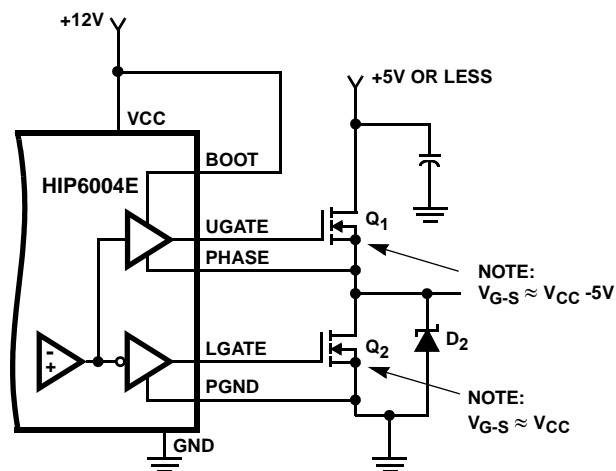 +12V
+5V OR LESS
VCC
HIP6004E
BOOT
UGATE
Q1
PHASE
NOTE:
VG-S ≈ VCC -5V
- +
LGATE
Q2
D2
PGND
NOTE:
VG-S ≈ VCC
GND